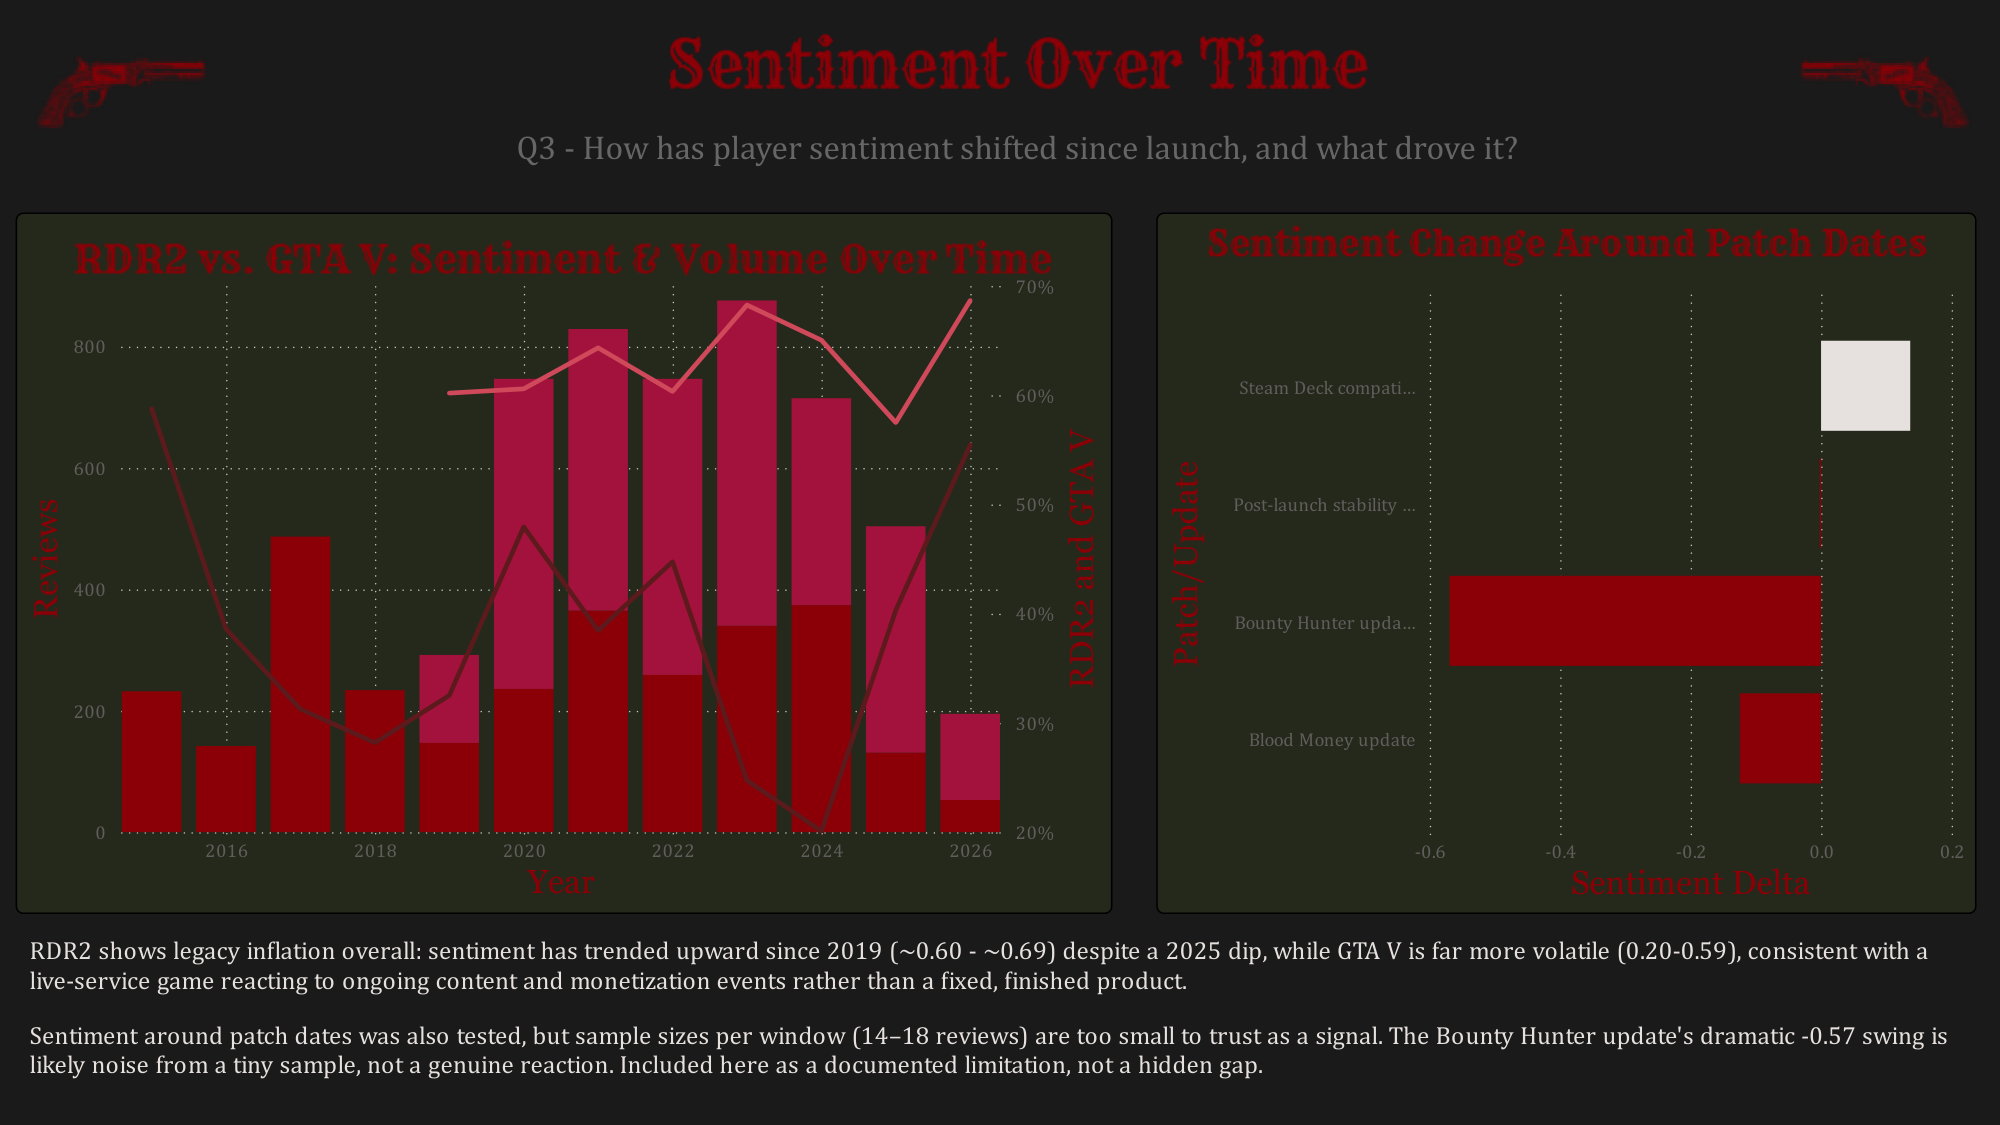 Sentiment Over Time
Q3 - How has player sentiment shifted since launch, and what drove it?
RDR2 vs. GTA V: Sentiment & Volume Over Time
70%
800
60%
600
50%
400
40%
200
30%
0
20%
Reviews
RDR2 and GTA V
2016
2018
2020
2022
2024
2026
Year
Sentiment Change Around Patch Dates
Steam Deck compati...
Post-launch stability ...
Bounty Hunter upda...
Blood Money update
Patch/Update
-0.6
-0.4
-0.2
0.0
0.2
Sentiment Delta
RDR2 shows legacy inflation overall: sentiment has trended upward since 2019 (~0.60 - ~0.69) despite a 2025 dip, while GTA V is far more volatile (0.20-0.59), consistent with a
live-service game reacting to ongoing content and monetization events rather than a fixed, finished product.
Sentiment around patch dates was also tested, but sample sizes per window (14–18 reviews) are too small to trust as a signal. The Bounty Hunter update's dramatic -0.57 swing is
likely noise from a tiny sample, not a genuine reaction. Included here as a documented limitation, not a hidden gap.